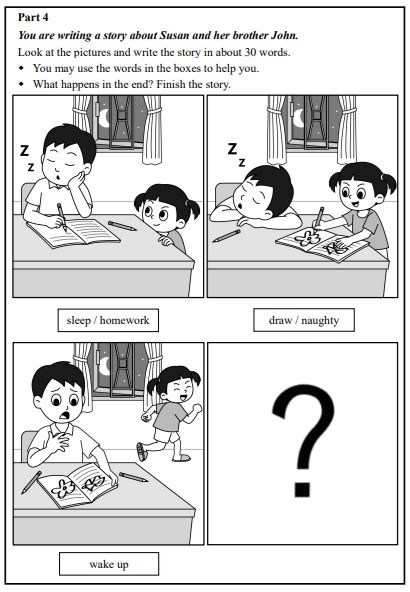 Part 4
You are writing a story about Susan and her brother John.
Look at the pictures and write the story in about 30 words.
◆ You may use the words in the boxes to help you.
◆ What happens in the end? Finish the story.
Z
z
Z
z
sleep / homework
draw / naughty
?
wake up